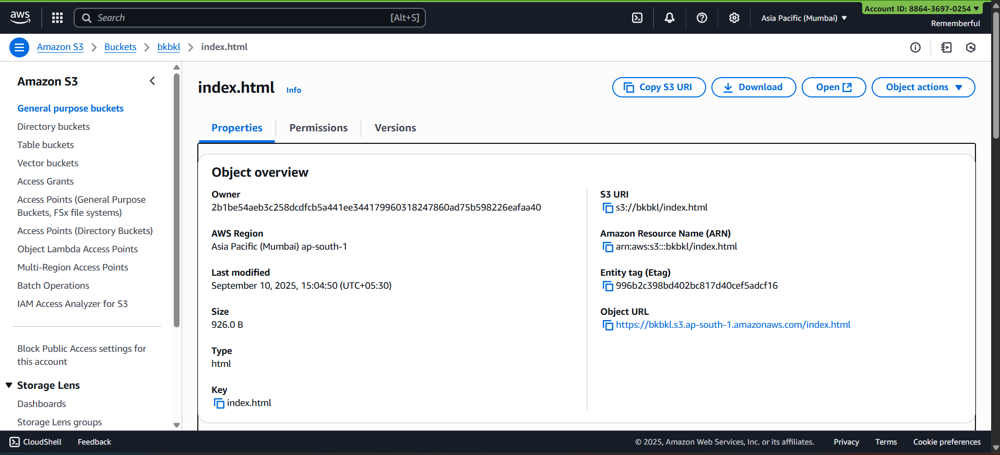 aws
Search
[Alt+S]
Asia Pacific (Mumbai)
Account ID: 8864-3697-0254
Rememberful
Amazon S3
Buckets
bkbkl
index.html
Amazon S3
General purpose buckets
Directory buckets
Table buckets
Vector buckets
Access Grants
Access Points (General Purpose
Buckets, FSx file systems)
Access Points (Directory Buckets)
Object Lambda Access Points
Multi-Region Access Points
Batch Operations
IAM Access Analyzer for S3
Block Public Access settings for
this account
Storage Lens
Dashboards
Storage Lens groups
index.html
Info
Copy S3 URI
Download
Open
Object actions
Properties
Permissions
Versions
Object overview
Owner
2b1be54aeb3c258dcdfcb5a441ee344179960318247860ad75b598226eafaa40
AWS Region
Asia Pacific (Mumbai) ap-south-1
Last modified
September 10, 2025, 15:04:50 (UTC+05:30)
Size
926.0 B
Type
html
Key
index.html
S3 URI
s3://bkbkl/index.html
Amazon Resource Name (ARN)
arn:aws:s3:::bkbkl/index.html
Entity tag (Etag)
996b2c398bd402bc817d40cef5adcf16
Object URL
https://bkbkl.s3.ap-south-1.amazonaws.com/index.html
CloudShell
Feedback
© 2025, Amazon Web Services, Inc. or its affiliates.
Privacy
Terms
Cookie preferences